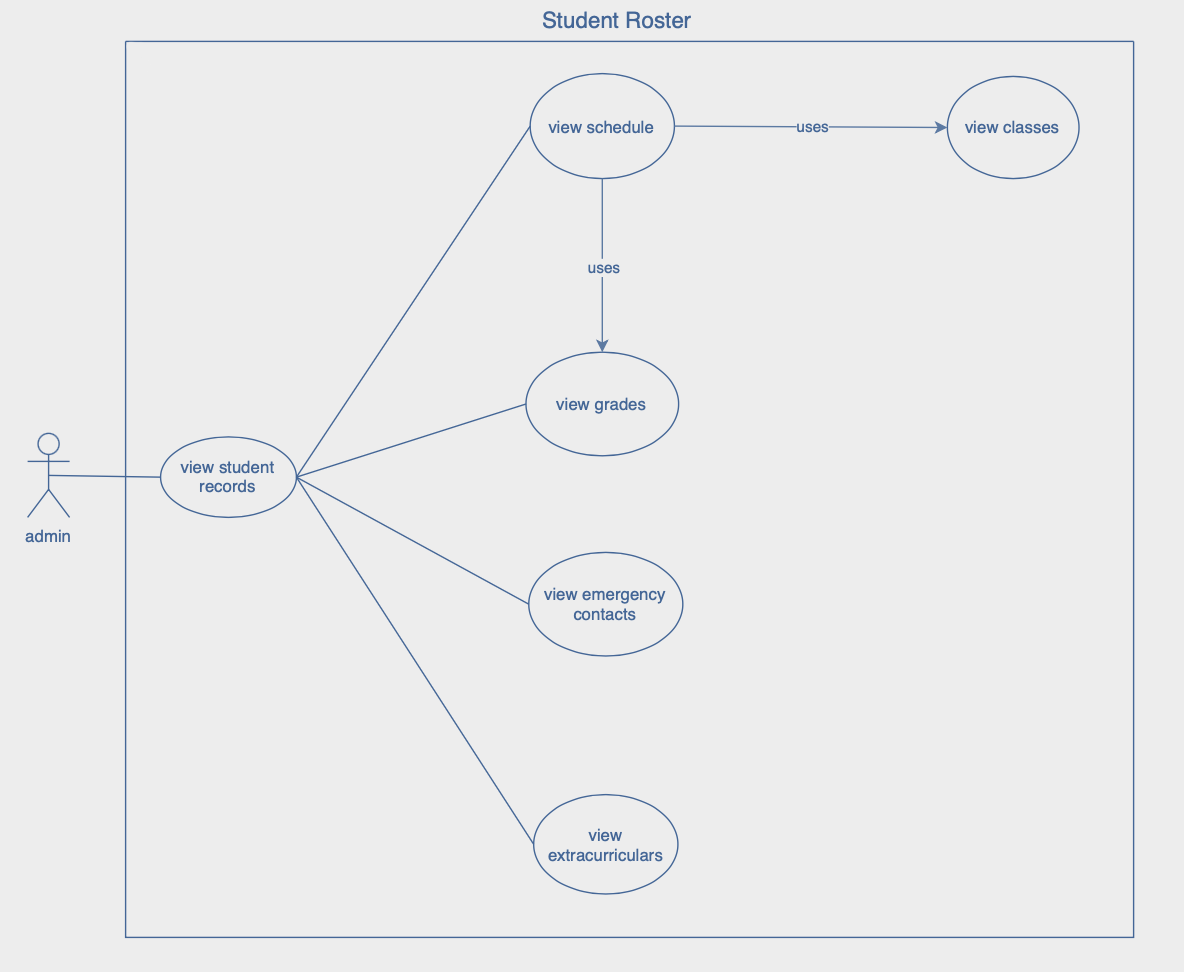 Student Roster
view schedule
uses
view classes
uses
view grades
view student
records
admin
view emergency
contacts
view
extracurriculars